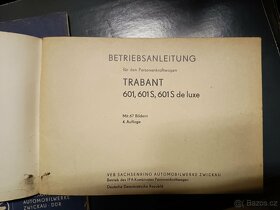 BETRIEBSANLEITUNG
für den Personenkraftwagen
TRABANT
601, 601 S, 601 S de luxe
Mit 67 Bildern
4. Auflage
VEB SACHSENRING AUTOMOBILWERKE ZWICKAU
Betrieb des IFA-Kombinates Personenkraftwagen
Deutsche Demokratische Republik
AUTOMOBILWERKE
ZWICKAU · DDR
bazoš.cz